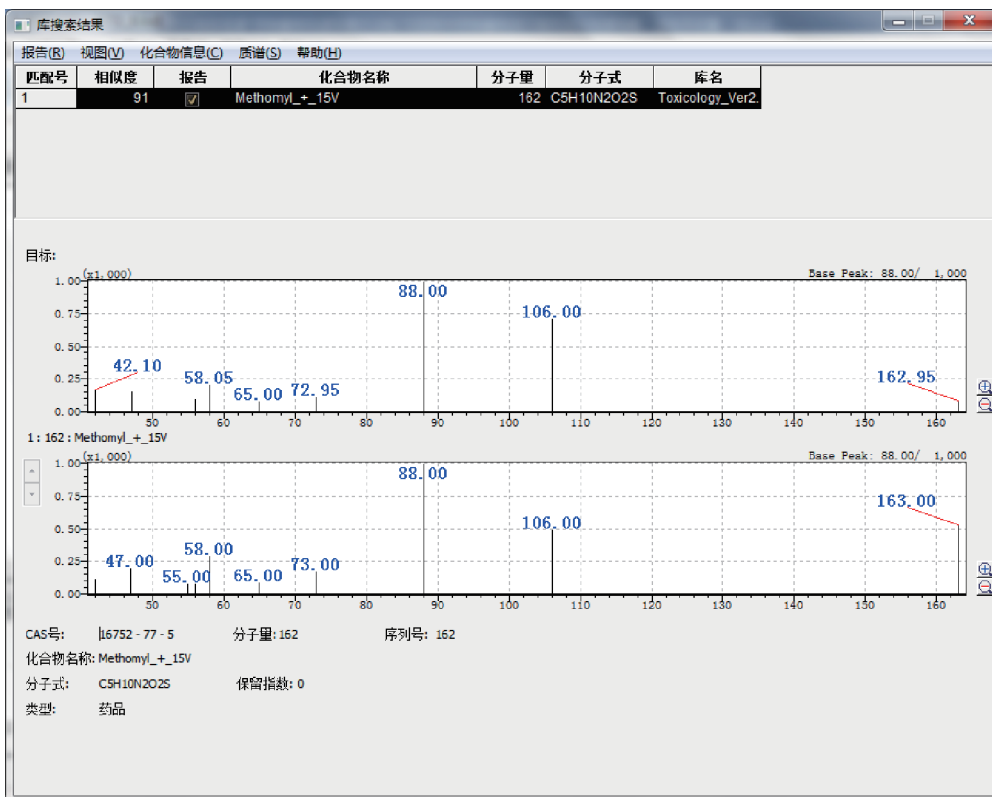 库搜索结果
报告(R) 视图(V) 化合物信息(C) 质谱(S) 帮助(H)
匹配号 相似度 报告 化合物名称 分子量 分子式 库名
1 91 Methomyl_+_15V 162 C5H10N2O2S Toxicology_Ver2.
目标:
(x1,000) Base Peak: 88.00/ 1,000
1.00
88.00
0.75
106.00
0.50
42.10
0.25
58.05 65.00 72.95 162.95
0.00
50 60 70 80 90 100 110 120 130 140 150 160
1 : 162 : Methomyl_+_15V
(x1,000) Base Peak: 88.00/ 1,000
1.00
88.00
0.75
163.00
0.50
106.00
0.25
47.00 55.00 58.00 65.00 73.00
0.00
50 60 70 80 90 100 110 120 130 140 150 160
CAS号: 16752 - 77 - 5 分子量: 162 序列号: 162
化合物名称: Methomyl_+_15V
分子式: C5H10N2O2S 保留指数: 0
类型: 药品